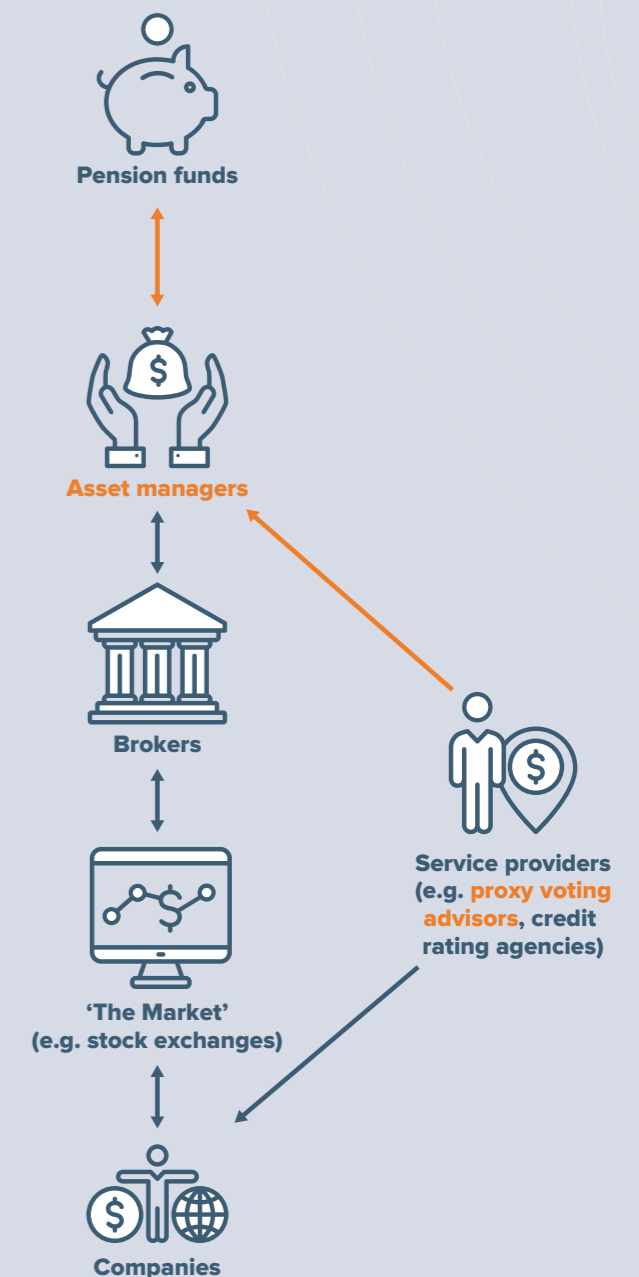 Pension funds
$
Asset managers
Brokers
$
Service providers
(e.g. proxy voting
advisors, credit
rating agencies)
$
‘The Market’
(e.g. stock exchanges)
$
Companies